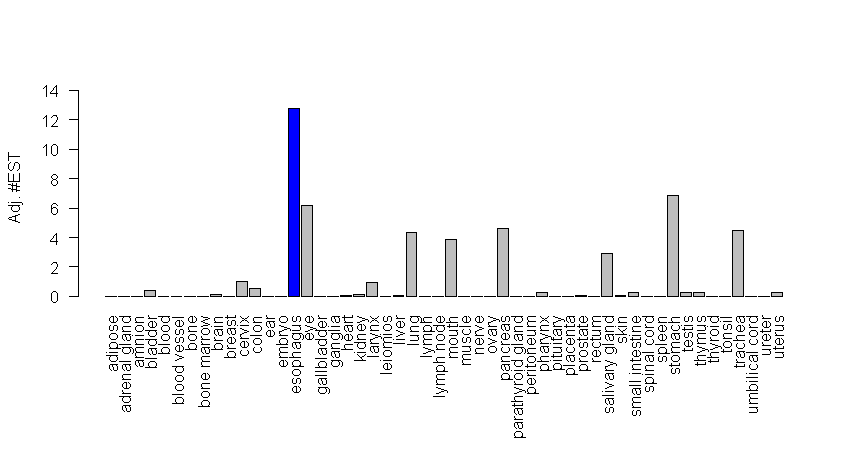 Adj. #EST
14
12
10
8
6
4
2
0
adipose
adrenal gland
amnion
bladder
blood
blood vessel
bone
bone marrow
brain
breast
cervix
colon
ear
embryo
esophagus
eye
gallbladder
ganglia
heart
kidney
larynx
leiomios
liver
lung
lymph
lymph node
mouth
muscle
nerve
ovary
pancreas
parathyroid gland
peritoneum
pharynx
pituitary
placenta
prostate
rectum
salivary gland
skin
small intestine
spinal cord
spleen
stomach
testis
thymus
thyroid
tonsil
trachea
umbilical cord
ureter
uterus